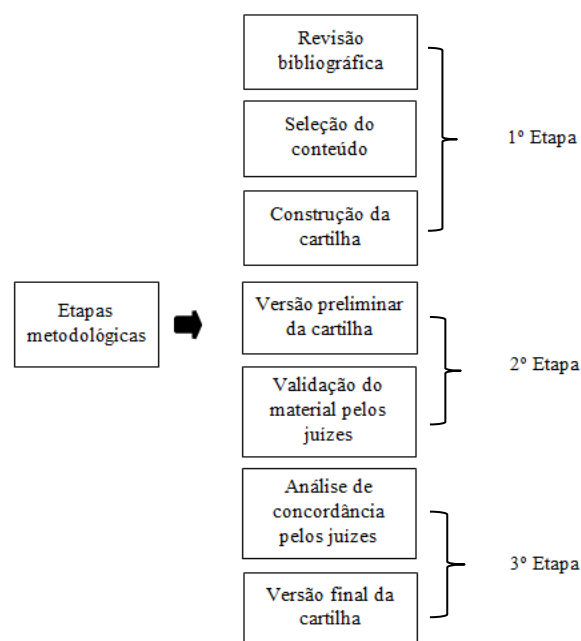 Revisão
bibliográfica
Seleção do
conteúdo
1º Etapa
Construção da
cartilha
Etapas
metodológicas
Versão preliminar
da cartilha
Validação do
material pelos
juízes
2º Etapa
Análise de
concordância
pelos juizes
Versão final da
cartilha
3º Etapa